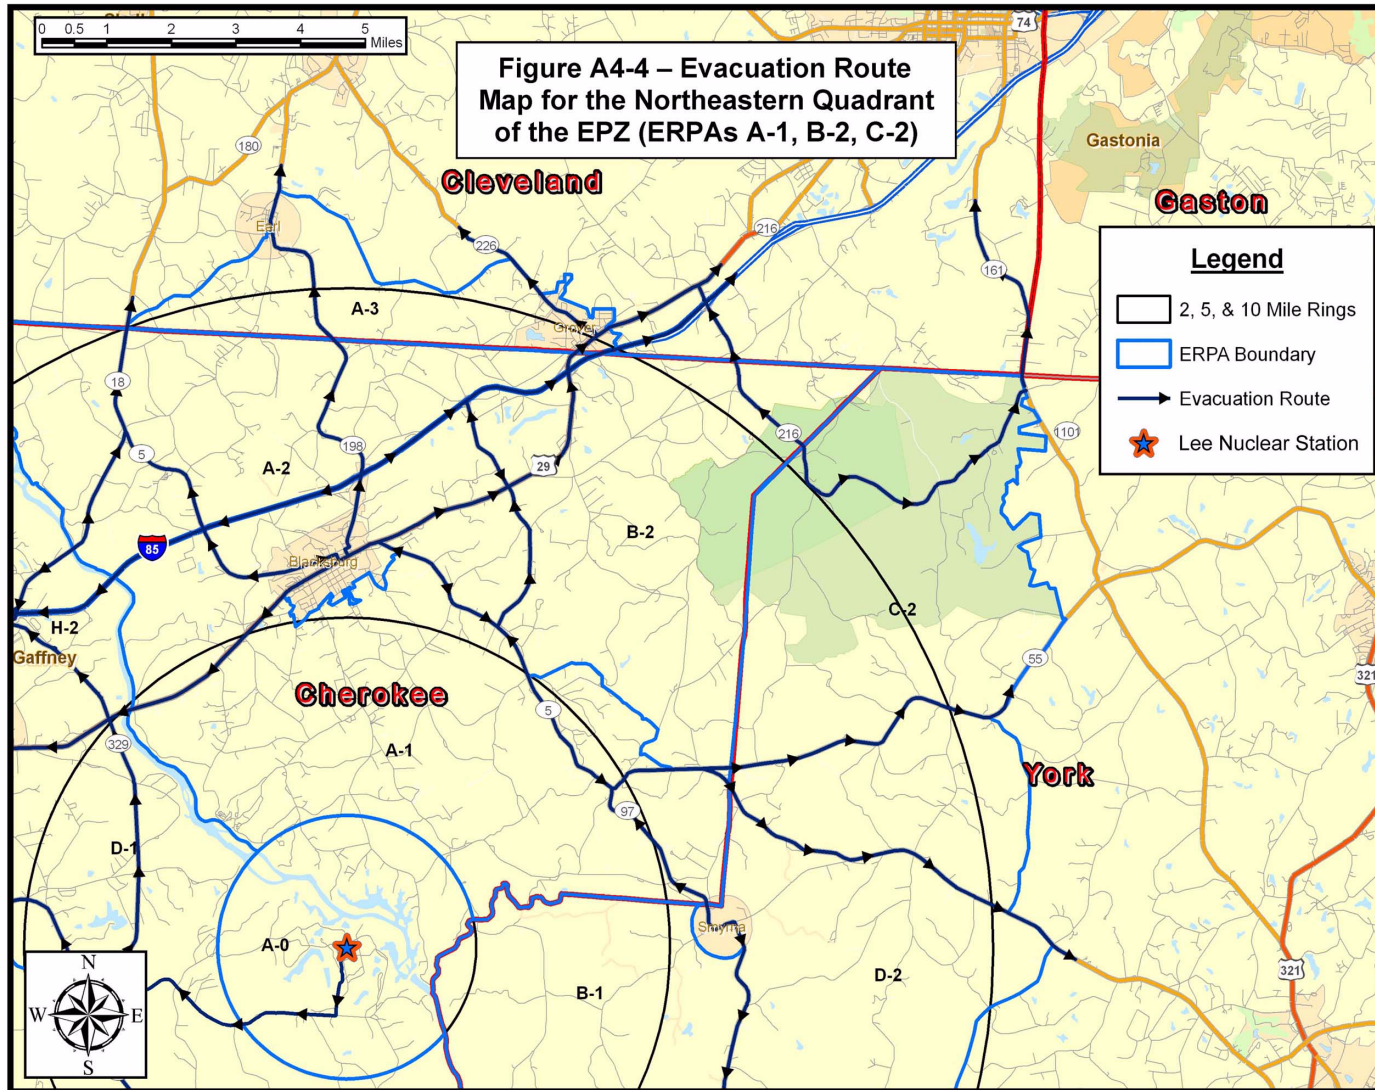 0 0.5 1 2 3 4 5
Miles
74
Figure A4-4 – Evacuation Route
Map for the Northeastern Quadrant
of the EPZ (ERPAs A-1, B-2, C-2)
180
Gastonia
Cleveland
Gaston
Earl
226
216
161
Legend
2, 5, & 10 Mile Rings
ERPA Boundary
Evacuation Route
Lee Nuclear Station
A-3
Grover
18
5
198
A-2
29
216
1101
85
B-2
Blacksburg
C-2
H-2
Gaffney
55
321
Cherokee
5
329
A-1
York
97
D-1
A-0
Smyrna
D-2
B-1
321
N
W E
S